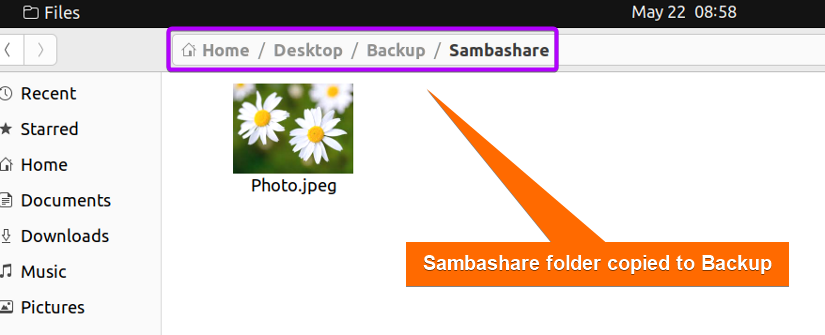 Files
May 22 08:58
Home / Desktop / Backup / Sambashare
Recent
Starred
Home
Documents
Downloads
Music
Pictures
Photo.jpeg
Sambashare folder copied to Backup